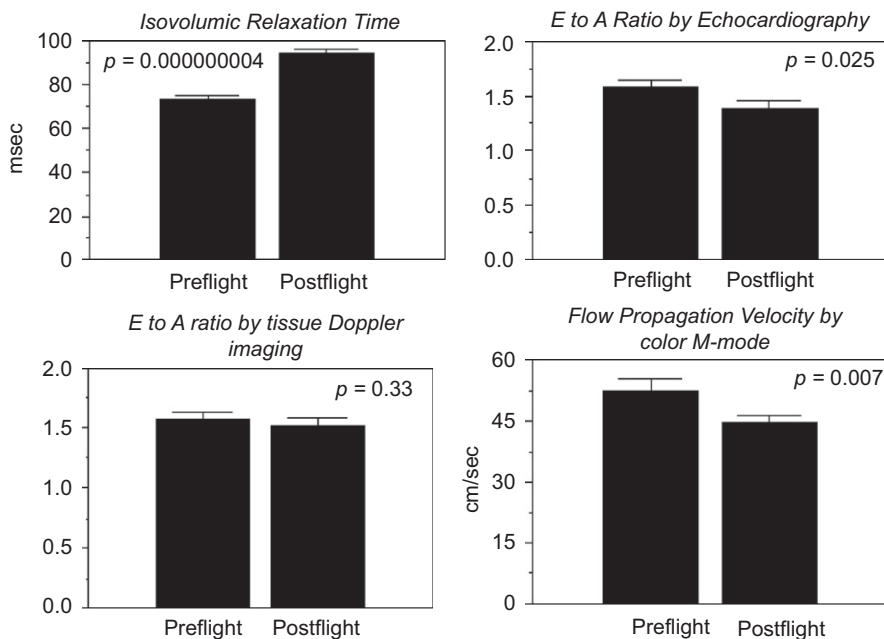 Isovolumic Relaxation Time
100
p = 0.000000004
80
60
40
20
0
msec
Preflight Postflight
E to A Ratio by Echocardiography
2.0
p = 0.025
1.5
1.0
0.5
0.0
Preflight Postflight
E to A ratio by tissue Doppler
imaging
2.0
p = 0.33
1.5
1.0
0.0
Preflight Postflight
Flow Propagation Velocity by
color M-mode
60
p = 0.007
45
30
15
0
cm/sec
Preflight Postflight